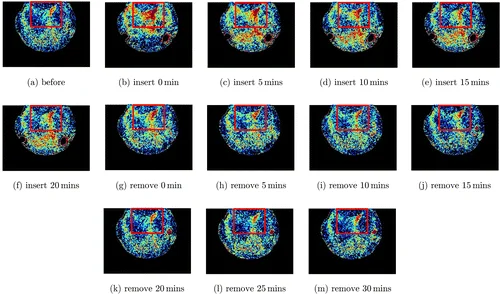 (a) before
(b) insert 0 min
(c) insert 5 mins
(d) insert 10 mins
(e) insert 15 mins
(f) insert 20 mins
(g) remove 0 min
(h) remove 5 mins
(i) remove 10 mins
(j) remove 15 mins
(k) remove 20 mins
(l) remove 25 mins
(m) remove 30 mins